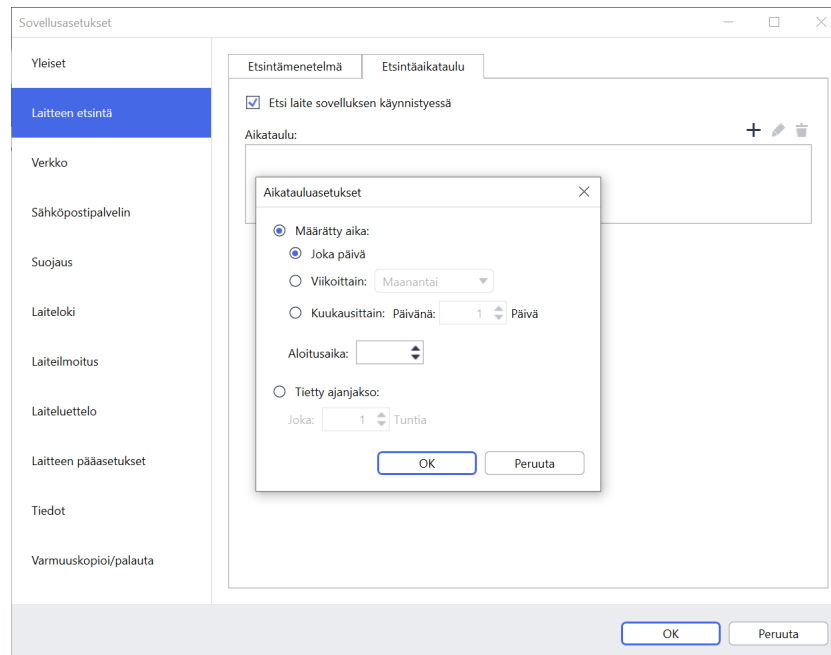 Sovellusasetukset
Yleiset
Laitteen etsintä
Verkko
Sähköpostipalvelin
Suojaus
Laiteloki
Laiteilmoitus
Laiteluettelo
Laitteen pääasetukset
Tiedot
Varmuuskopioi/palauta
Etsintämenetelmä Etsintäaikataulu
Etsi laite sovelluksen käynnistyessä
Aikataulu:
Aikatauluasetukset
Määrätty aika:
Joka päivä
Viikoittain: Maanantai
Kuukausittain: Päivänä: 1 Päivä
Aloitusaika:
Tietty ajanjakso:
Joka: 1 Tuntia
OK Peruuta
OK Peruuta